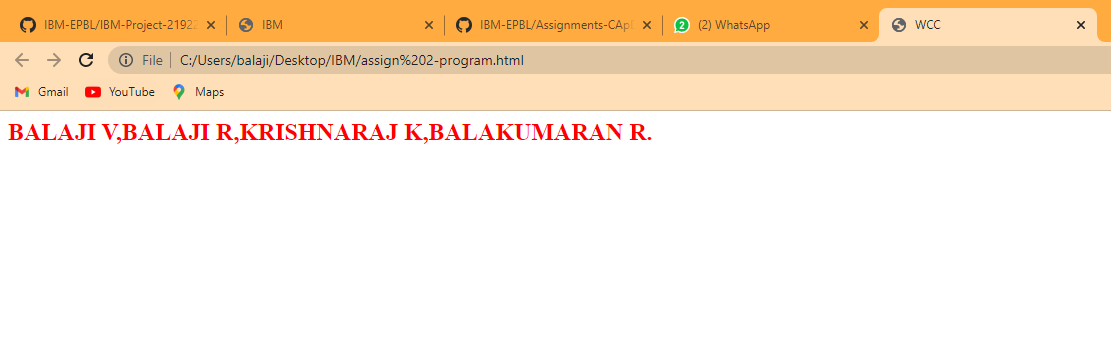 IBM-EPBL/IBM-Project-2192 IBM IBM-EPBL/Assignments-CAp (2) WhatsApp WCC
File C:/Users/balaji/Desktop/IBM/assign%202-program.html
Gmail YouTube Maps
BALAJI V,BALAJI R,KRISHNARAJ K,BALAKUMARAN R.